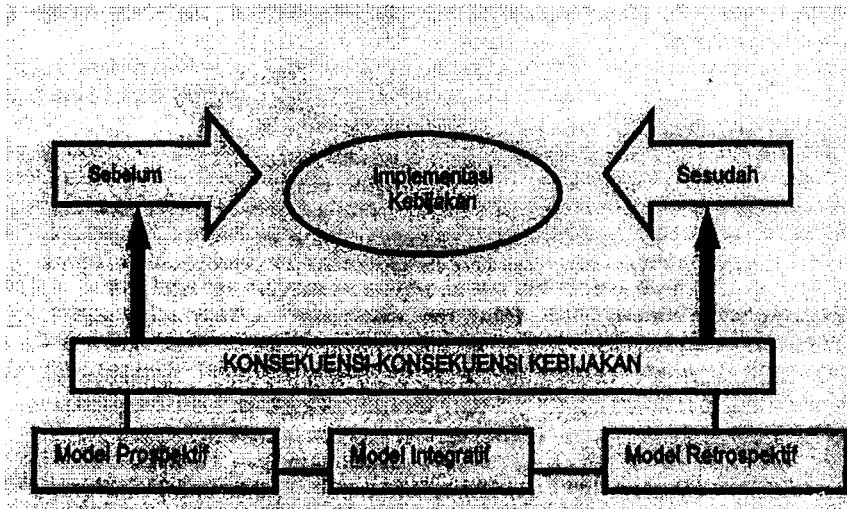 Sebelum
Implementasi
Kebijakan
Sesudah
KONSEKUENSI-KONSEKUENSI KEBIJAKAN
Model Prospektif
Model Integratif
Model Retrospektif